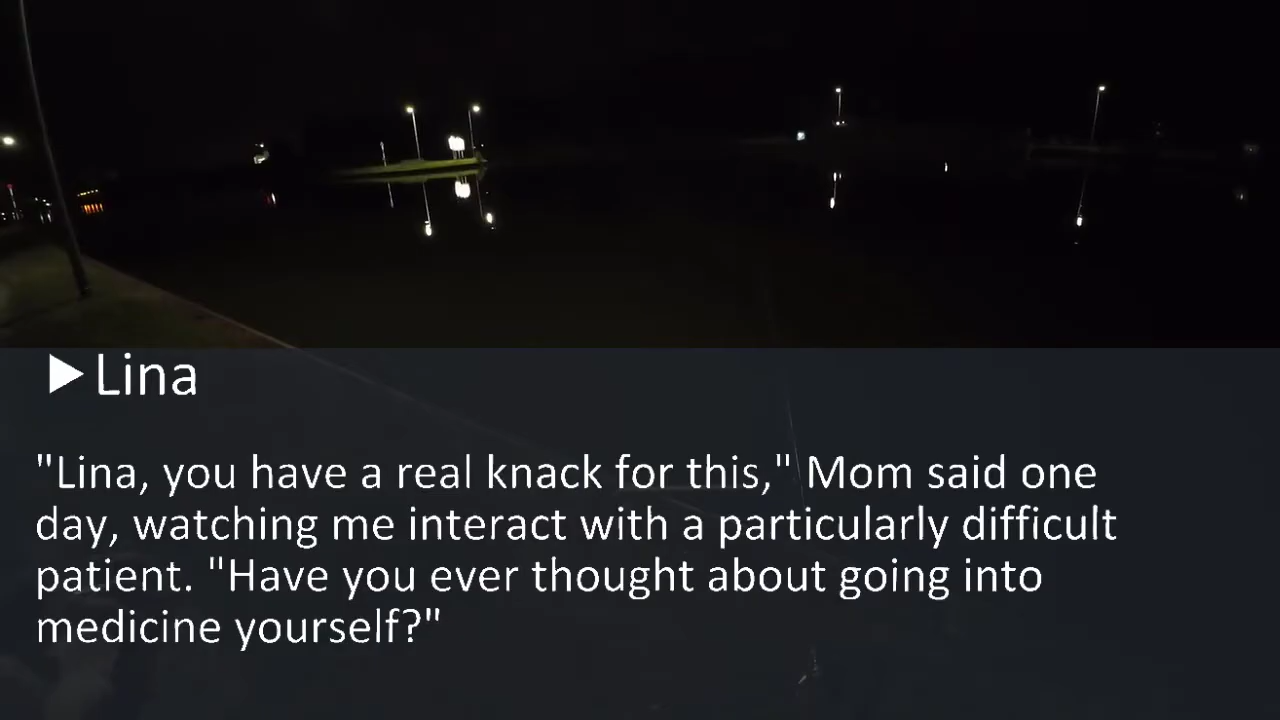 Lina
"Lina, you have a real knack for this," Mom said one
day, watching me interact with a particularly difficult
patient. "Have you ever thought about going into
medicine yourself?"